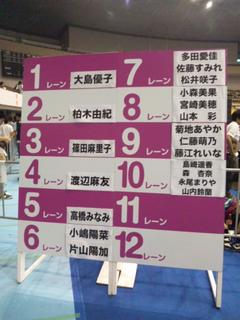 1レーン 大島優子
2レーン 柏木由紀
3レーン 篠田麻里子
4レーン 渡辺麻友
5レーン 高橋みなみ
6レーン 小嶋陽菜
片山陽加
7レーン 多田愛佳
佐藤すみれ
松井咲子
8レーン 小森美果
宮崎美穂
山本 彩
9レーン 菊地あやか
仁藤萌乃
藤江れいな
10レーン 島崎遥香
森 杏奈
永尾まりや
山内鈴蘭
11レーン
12レーン